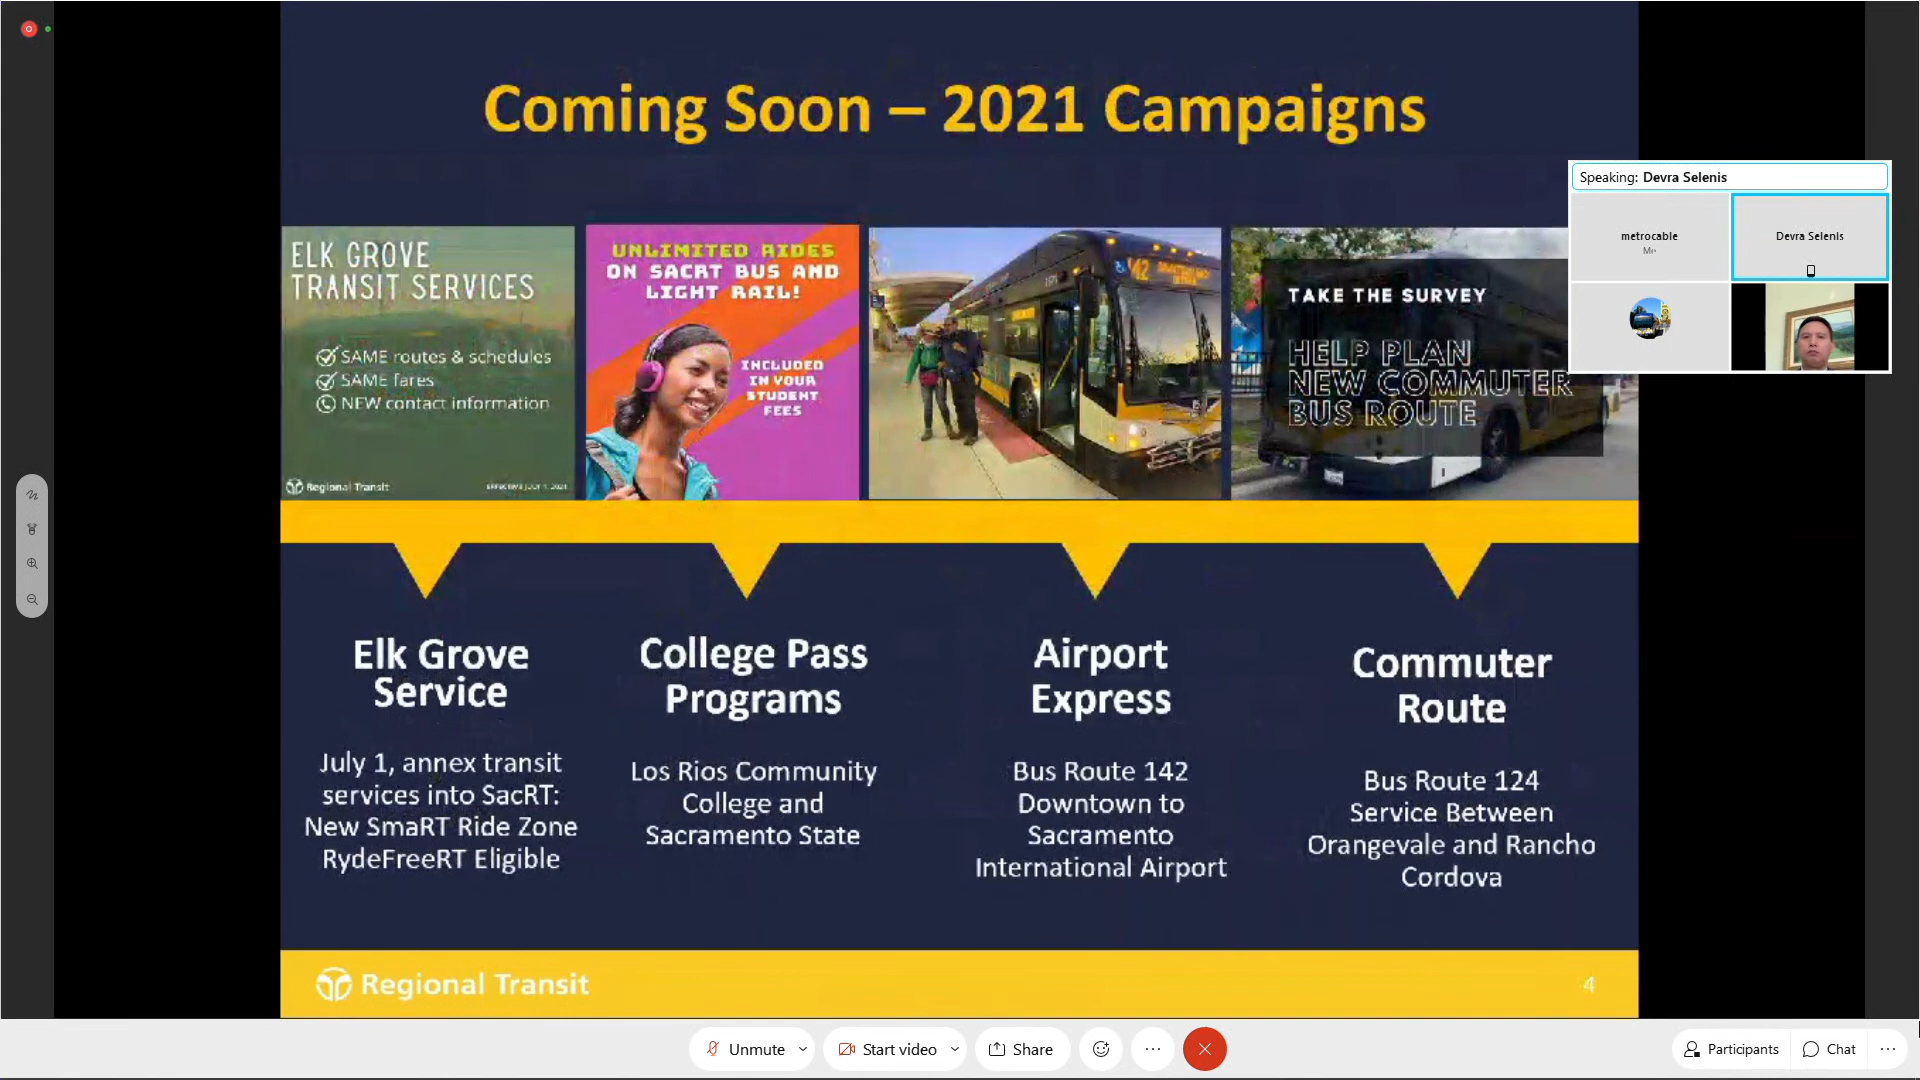 Coming Soon – 2021 Campaigns
Speaking: Devra Selenis
metrocable
Me
Devra Selenis
ELK GROVE
TRANSIT SERVICES
SAME routes & schedules
SAME fares
NEW contact information
Regional Transit
EFFECTIVE JULY 1, 2021
UNLIMITED RIDES
ON SACRT BUS AND
LIGHT RAIL!
INCLUDED
IN YOUR
STUDENT
FEES
142
TAKE THE SURVEY
HELP PLAN
NEW COMMUTER
BUS ROUTE
Elk Grove
Service
July 1, annex transit
services into SacRT:
New SmaRT Ride Zone
RydeFreeRT Eligible
College Pass
Programs
Los Rios Community
College and
Sacramento State
Airport
Express
Bus Route 142
Downtown to
Sacramento
International Airport
Commuter
Route
Bus Route 124
Service Between
Orangevale and Rancho
Cordova
Regional Transit
4
Unmute
Start video
Share
Participants
Chat